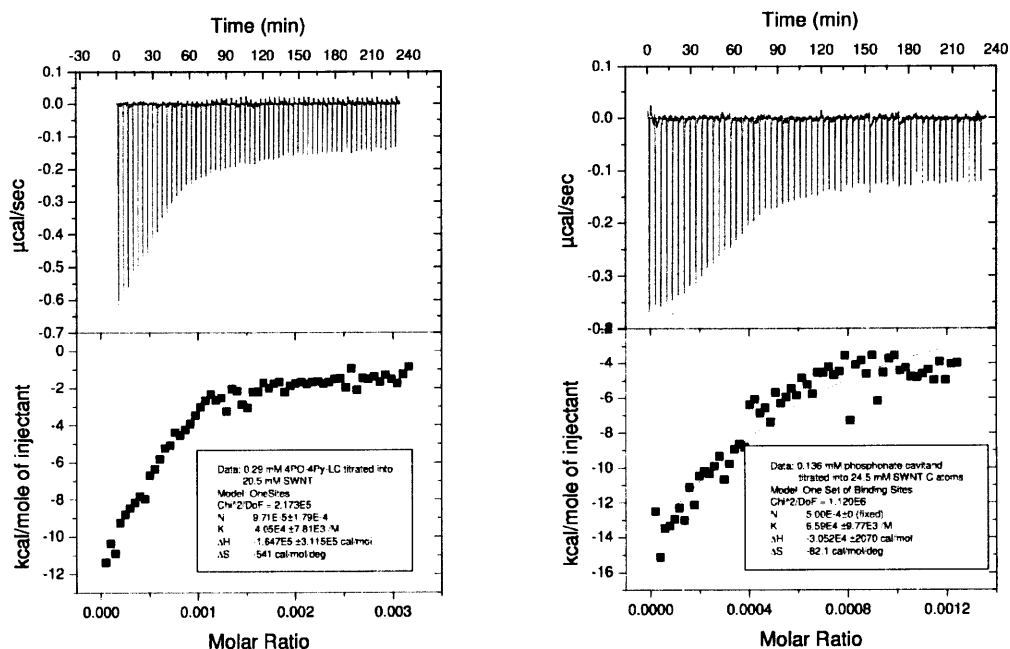 Time (min)
-30 0 30 60 90 120 150 180 210 240
0.1
0.0
-0.1
-0.2
-0.3
-0.4
-0.5
-0.6
-0.7
µcal/sec
0
-2
-4
-6
-8
-10
-12
kcal/mole of injectant
Data: 0.29 mM 4PO-4Py-LC titrated into
20.5 mM SWNT
Model: OneSites
Chi^2/DoF = 2.173E5
N 9.71E-5±1.79E-4
K 4.05E4 ±7.81E3 /M
ΔH -1.647E5 ±3.115E5 cal/mol
ΔS -541 cal/mol/deg
0.000 0.001 0.002 0.003
Molar Ratio
Time (min)
0 30 60 90 120 150 180 210 240
0.1
0.0
-0.1
-0.2
-0.3
µcal/sec
-4
-6
-8
-10
-12
-14
-16
kcal/mole of injectant
Data: 0.136 mM phosphonate cavitand
titrated into 24.5 mM SWNT C atoms
Model: One Set of Binding Sites
Chi^2/DoF = 1.120E6
N 5.00E-4±0 (fixed)
K 6.59E4 ±9.77E3 /M
ΔH -3.052E4 ±2070 cal/mol
ΔS -82.1 cal/mol/deg
0.0000 0.0004 0.0008 0.0012
Molar Ratio